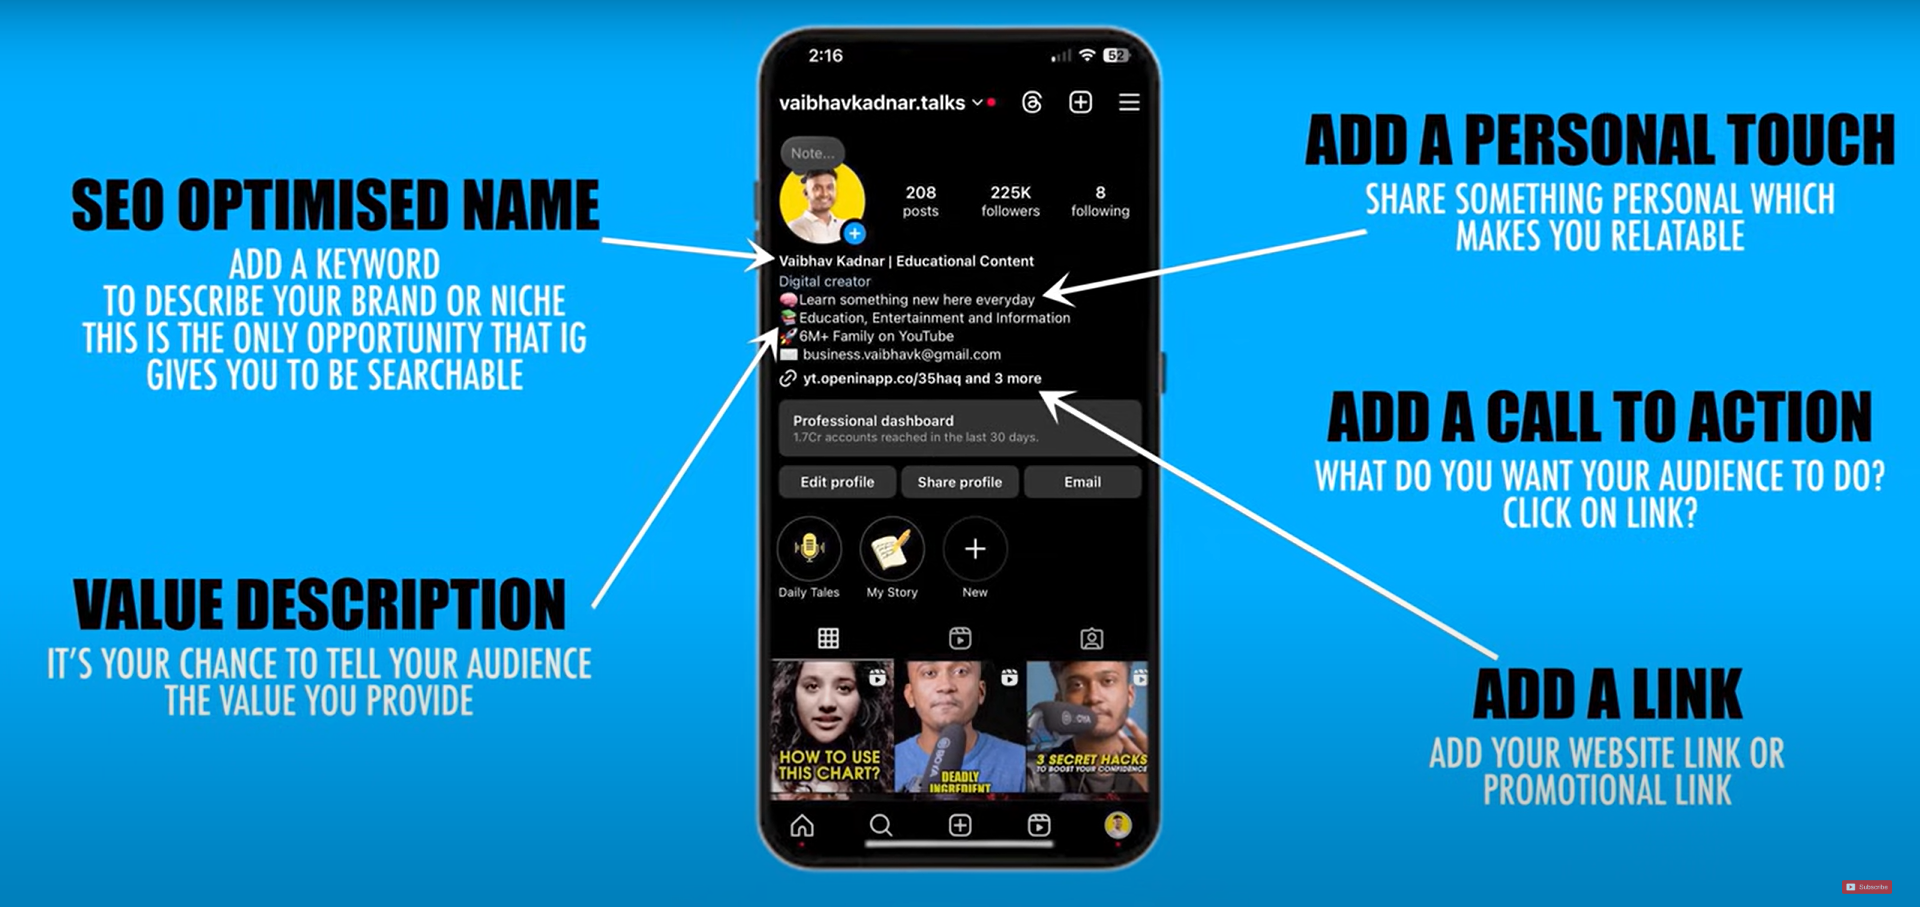 SEO OPTIMISED NAME
ADD A KEYWORD
TO DESCRIBE YOUR BRAND OR NICHE
THIS IS THE ONLY OPPORTUNITY THAT IG
GIVES YOU TO BE SEARCHABLE
VALUE DESCRIPTION
IT'S YOUR CHANCE TO TELL YOUR AUDIENCE
THE VALUE YOU PROVIDE
2:16
52
vaibhavkadnar.talks
Note...
208 225K 8
posts followers following
Vaibhav Kadnar | Educational Content
Digital creator
Learn something new here everyday
Education, Entertainment and Information
6M+ Family on YouTube
business.vaibhavk@gmail.com
yt.openinapp.co/35haq and 3 more
Professional dashboard
1.7Cr accounts reached in the last 30 days.
Edit profile Share profile Email
Daily Tales My Story New
HOW TO USE
THIS CHART?
BOYA
DEADLY
INGREDIENT
OYA
3 SECRET HACKS
TO BOOST YOUR CONFIDENCE
ADD A PERSONAL TOUCH
SHARE SOMETHING PERSONAL WHICH
MAKES YOU RELATABLE
ADD A CALL TO ACTION
WHAT DO YOU WANT YOUR AUDIENCE TO DO?
CLICK ON LINK?
ADD A LINK
ADD YOUR WEBSITE LINK OR
PROMOTIONAL LINK
Subscribe